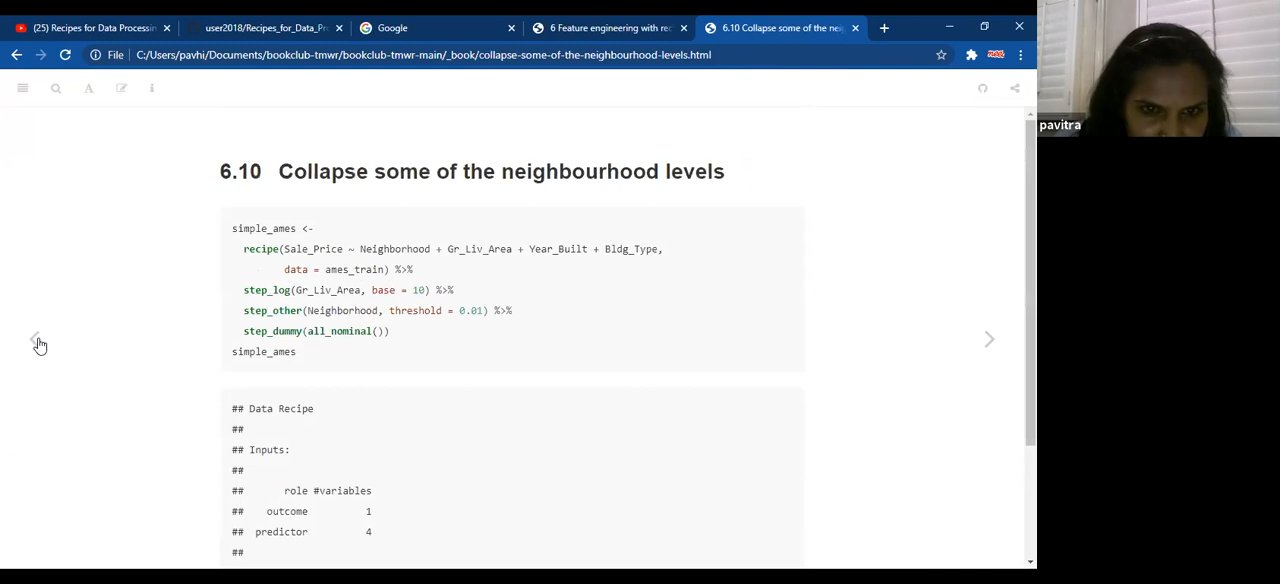 (25) Recipes for Data Processin
user2018/Recipes_for_Data_Pr
Google
6 Feature engineering with rec
6.10 Collapse some of the nei
File
C:/Users/pavhi/Documents/bookclub-tmwr/bookclub-tmwr-main/_book/collapse-some-of-the-neighbourhood-levels.html
pavitra
6.10 Collapse some of the neighbourhood levels
simple_ames <-
recipe(Sale_Price ~ Neighborhood + Gr_Liv_Area + Year_Built + Bldg_Type,
data = ames_train) %>%
step_log(Gr_Liv_Area, base = 10) %>%
step_other(Neighborhood, threshold = 0.01) %>%
step_dummy(all_nominal())
simple_ames
## Data Recipe
##
## Inputs:
##
## role #variables
## outcome 1
## predictor 4
##